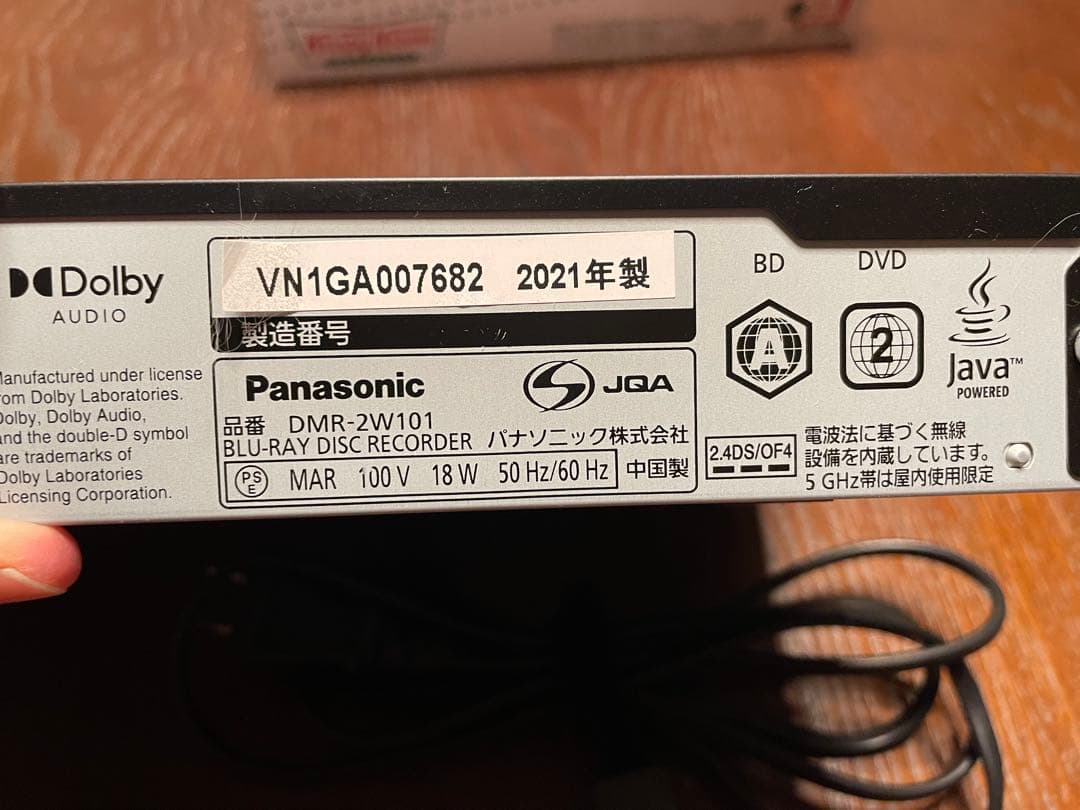 Dolby
AUDIO
Manufactured under license
from Dolby Laboratories.
Dolby, Dolby Audio,
and the double-D symbol
are trademarks of
Dolby Laboratories
Licensing Corporation.
VN1GA007682 2021年製
製造番号
Panasonic
JQA
品番 DMR-2W101
BLU-RAY DISC RECORDER パナソニック株式会社
PS E MAR 100 V 18 W 50 Hz/60 Hz 中国製
BD
A
DVD
2
Java™
POWERED
2.4DS/OF4
電波法に基づく無線
設備を内蔵しています。
5 GHz帯は屋内使用限定